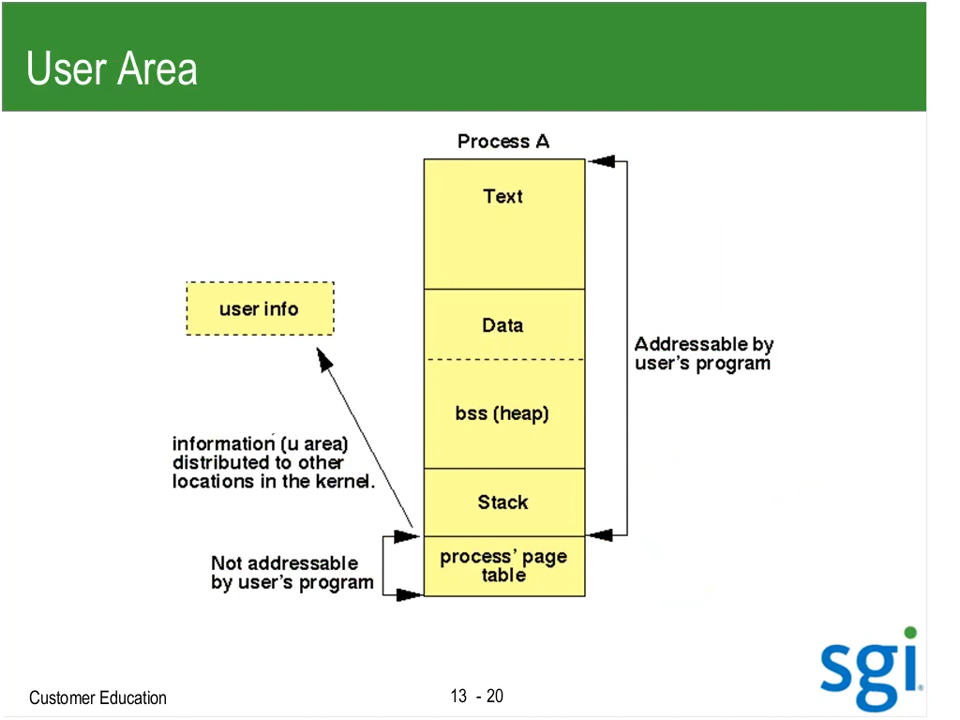 User Area
Process A
Text
user info
Data
Addressable by
user's program
bss (heap)
information (u area)
distributed to other
locations in the kernel.
Stack
Not addressable
by user's program
process' page
table
sgi
Customer Education
13 - 20